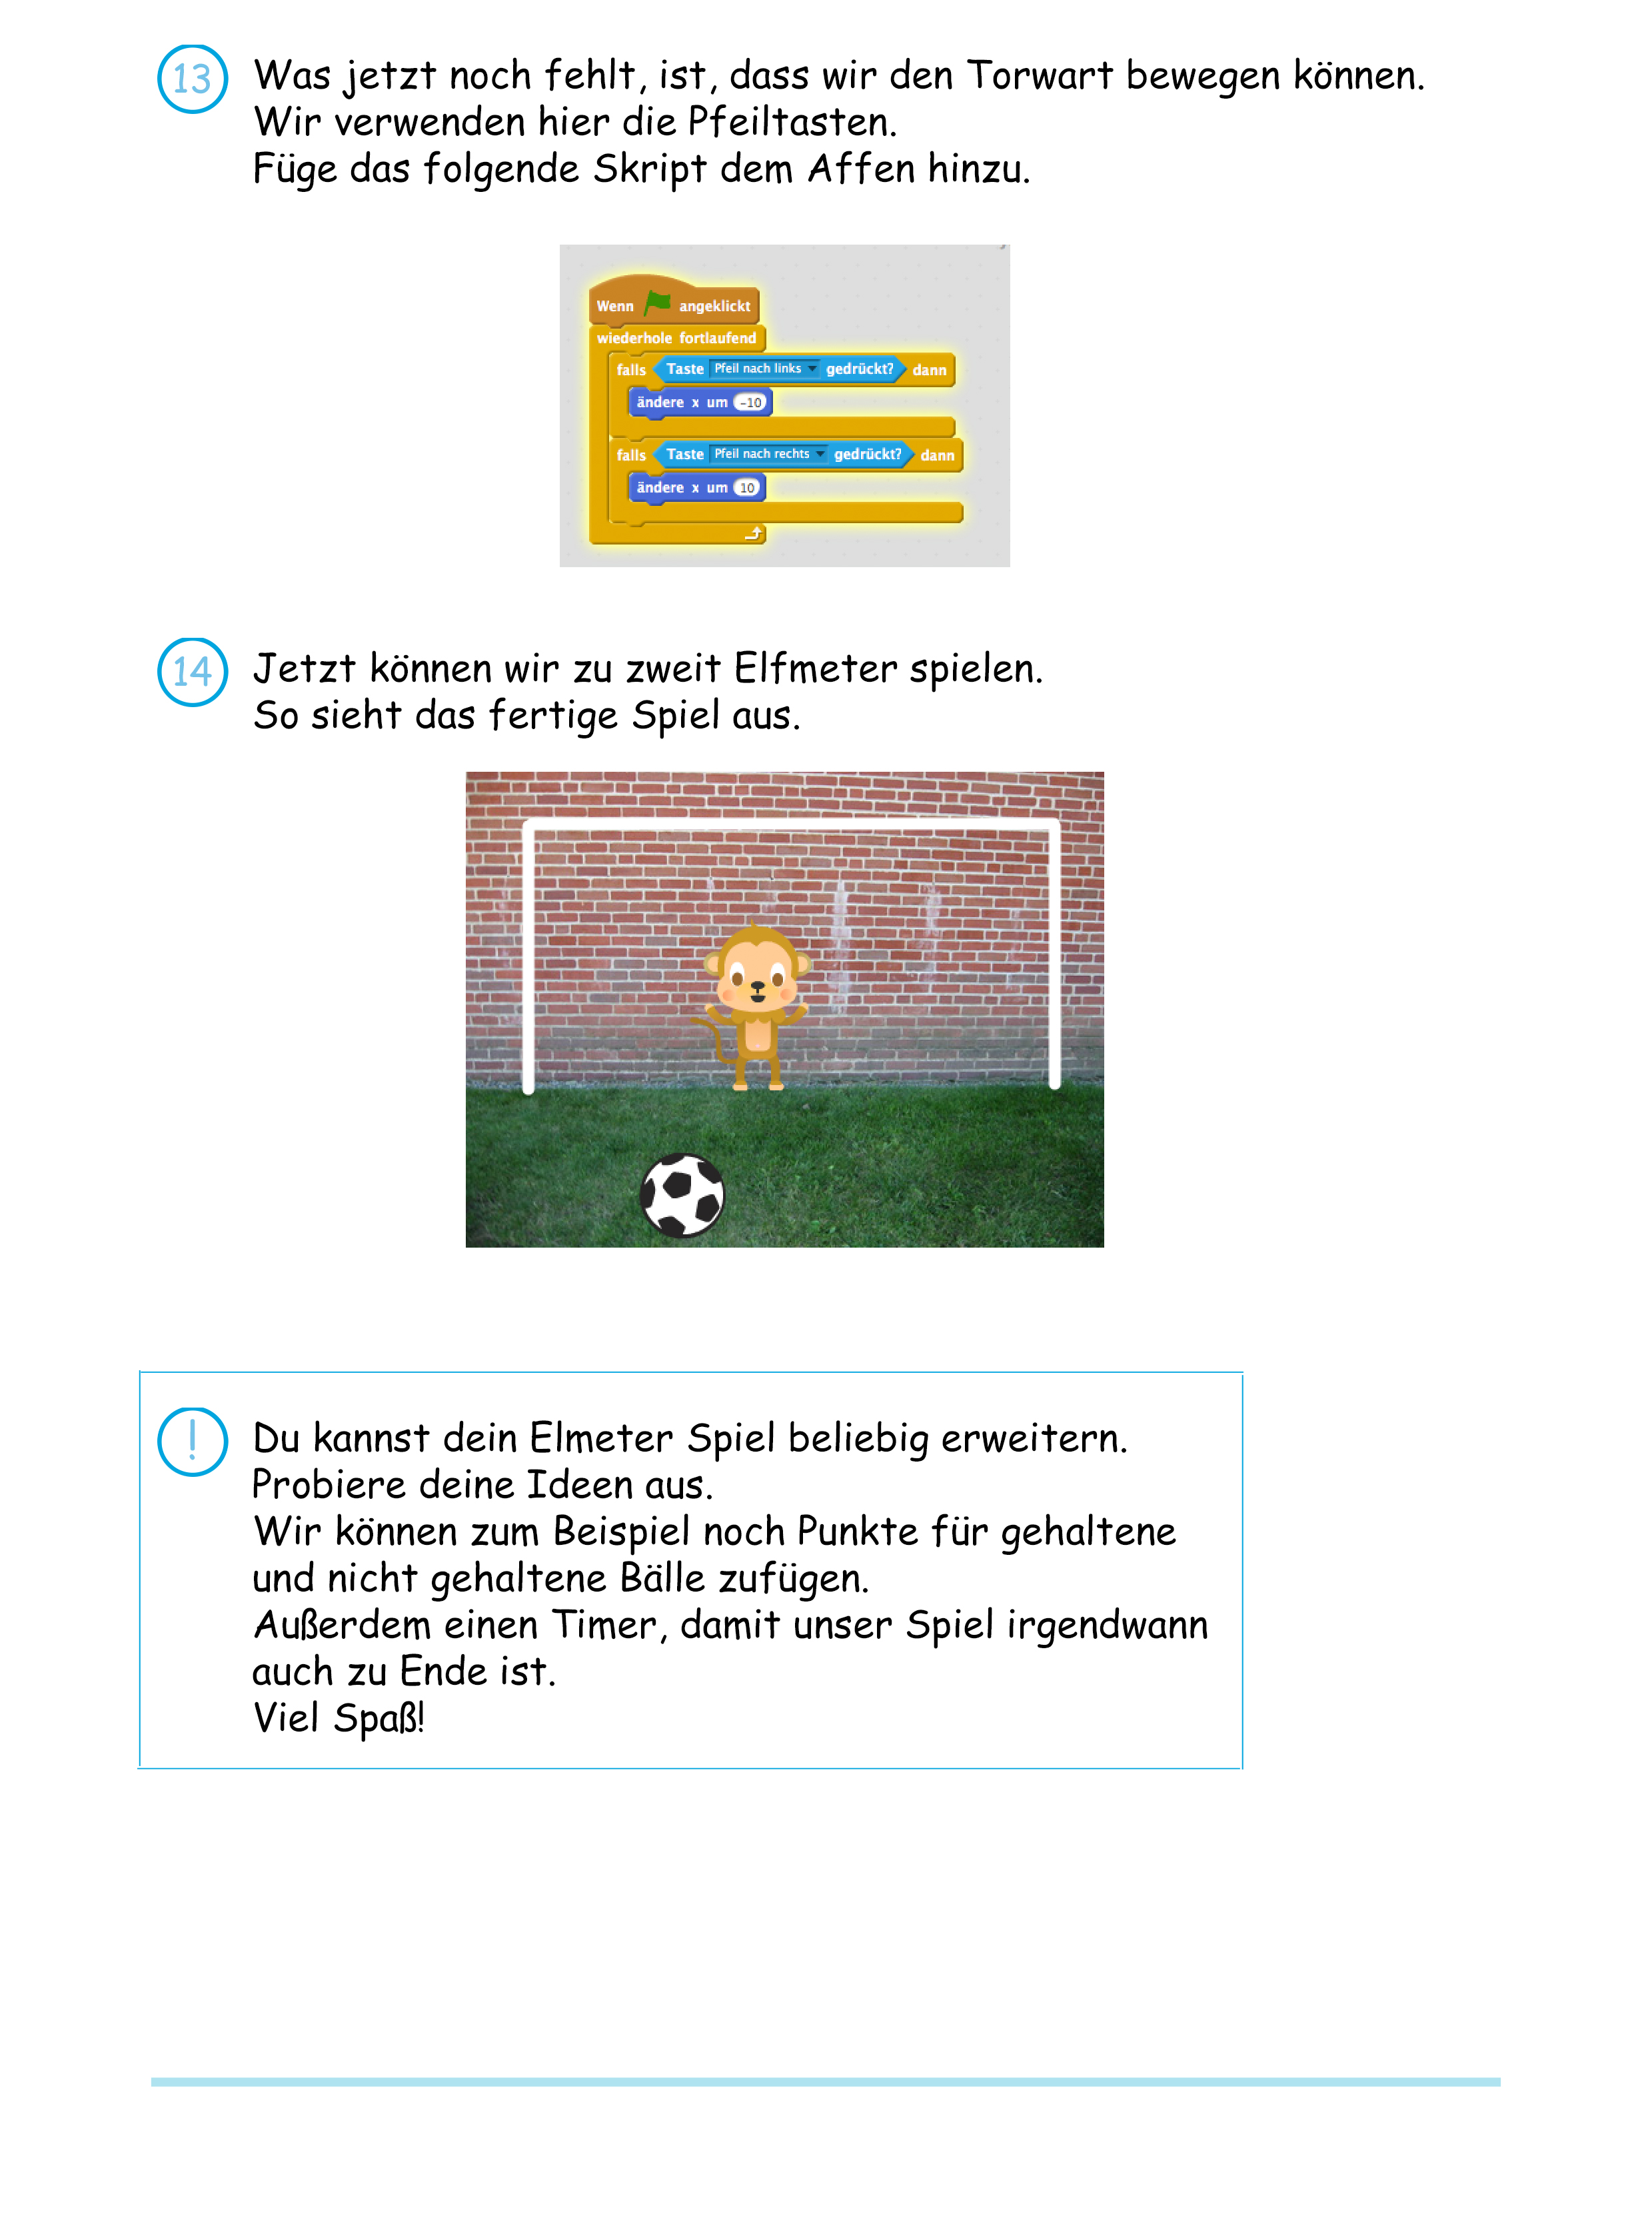 13 Was jetzt noch fehlt, ist, dass wir den Torwart bewegen können.
Wir verwenden hier die Pfeiltasten.
Füge das folgende Skript dem Affen hinzu.
Wenn angeklickt
wiederhole fortlaufend
falls Taste Pfeil nach links gedrückt? dann
ändere x um -10
falls Taste Pfeil nach rechts gedrückt? dann
ändere x um 10
14 Jetzt können wir zu zweit Elfmeter spielen.
So sieht das fertige Spiel aus.
! Du kannst dein Elmeter Spiel beliebig erweitern.
Probiere deine Ideen aus.
Wir können zum Beispiel noch Punkte für gehaltene
und nicht gehaltene Bälle zufügen.
Außerdem einen Timer, damit unser Spiel irgendwann
auch zu Ende ist.
Viel Spaß!